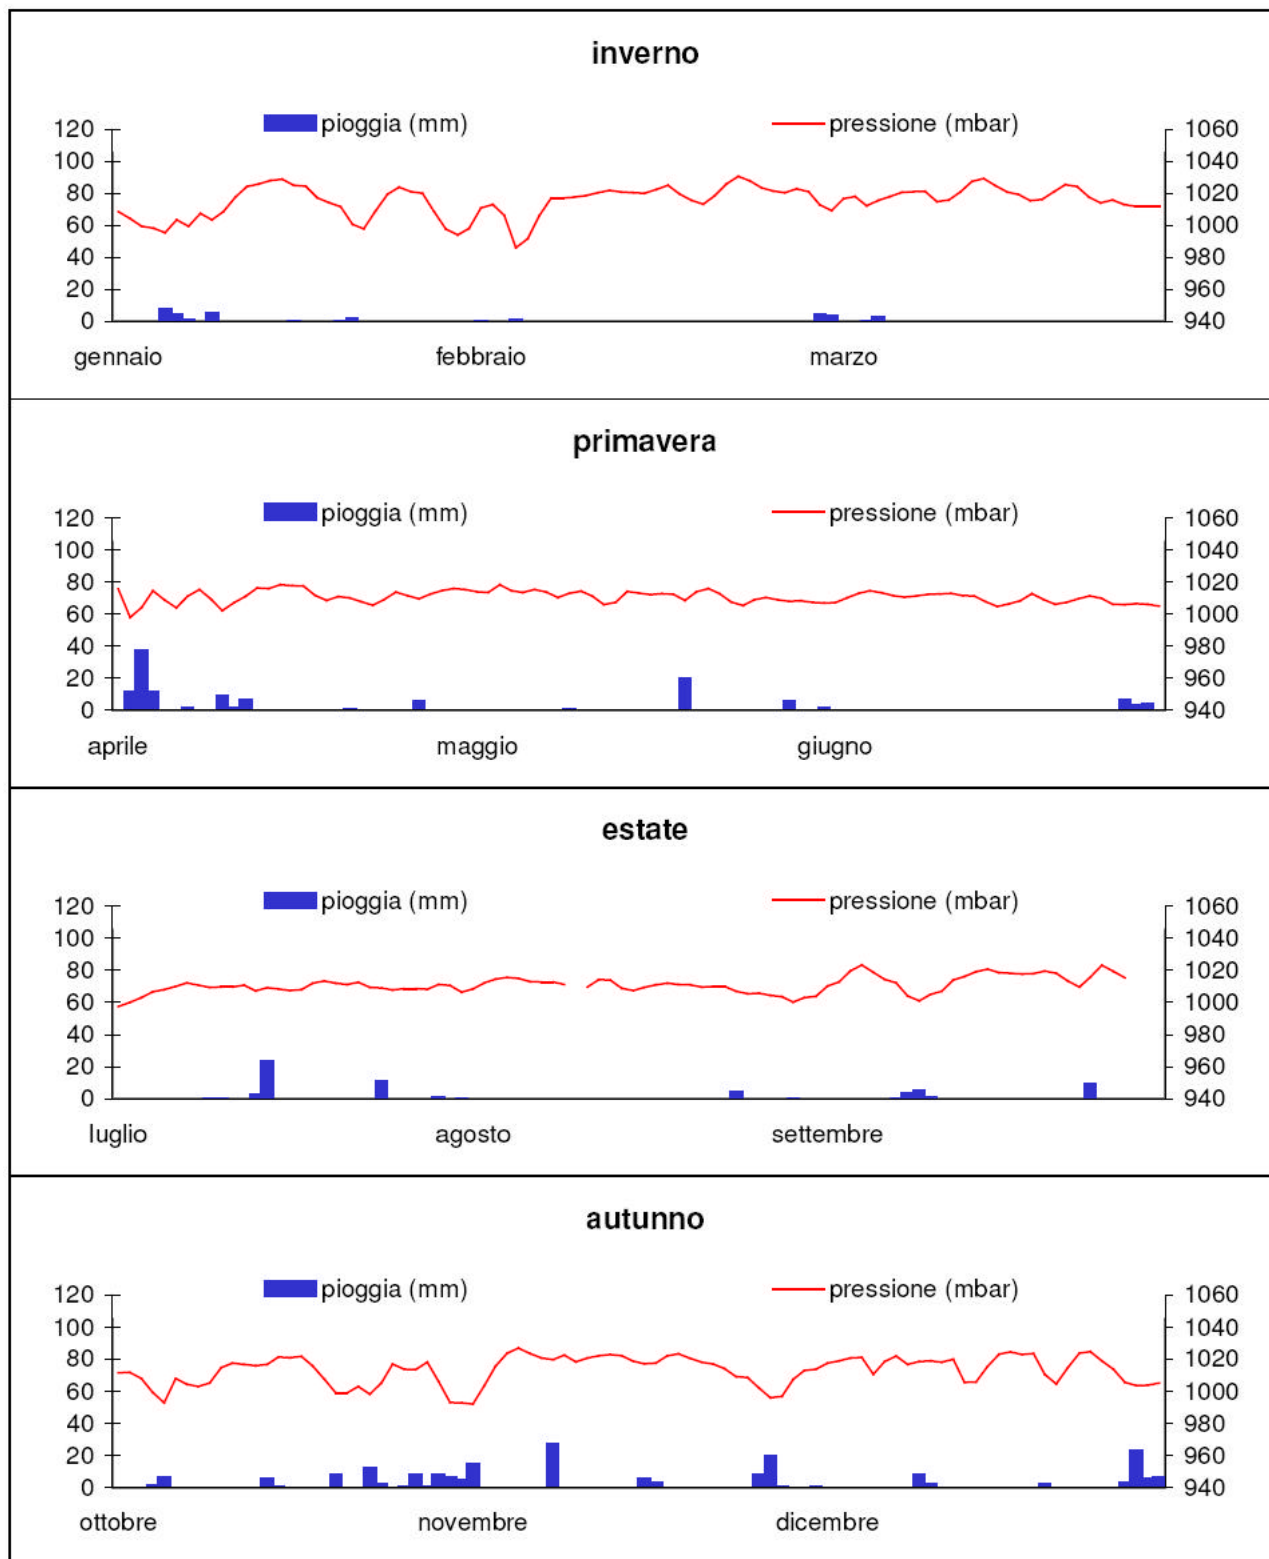 inverno
pioggia (mm) pressione (mbar)
120 1060
100 1040
80 1020
60 1000
40 980
20 960
0 940
gennaio febbraio marzo
primavera
pioggia (mm) pressione (mbar)
120 1060
100 1040
80 1020
60 1000
40 980
20 960
0 940
aprile maggio giugno
estate
pioggia (mm) pressione (mbar)
120 1060
100 1040
80 1020
60 1000
40 980
20 960
0 940
luglio agosto settembre
autunno
pioggia (mm) pressione (mbar)
120 1060
100 1040
80 1020
60 1000
40 980
20 960
0 940
ottobre novembre dicembre